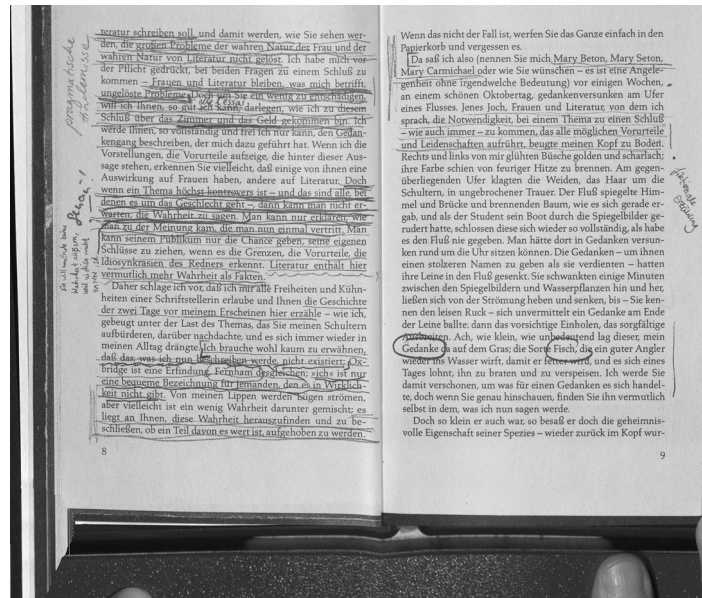 teratur schreiben soll, und damit werden, wie Sie sehen wer-
den, die großen Probleme der wahren Natur der Frau und der
wahren Natur von Literatur nicht gelöst. Ich habe mich vor
der Pflicht gedrückt, bei beiden Fragen zu einem Schluß zu
kommen – Frauen und Literatur bleiben, was mich betrifft,
ungelöste Probleme. Doch um Sie ein wenig zu entschädigen,
will ich Ihnen, so gut ich kann, darlegen, wie ich zu diesem
Schluß über das Zimmer und das Geld gekommen bin. Ich
werde Ihnen, so vollständig und frei ich nur kann, den Gedan-
kengang beschreiben, der mich dazu geführt hat. Wenn ich die
Vorstellungen, die Vorurteile aufzeige, die hinter dieser Aus-
sage stehen, erkennen Sie vielleicht, daß einige von ihnen eine
Auswirkung auf Frauen haben, andere auf Literatur. Doch
wenn ein Thema höchst kontrovers ist – und das sind alle, bei
denen es um das Geschlecht geht –, dann kann man nicht er-
warten, die Wahrheit zu sagen. Man kann nur erklären, wie
man zu der Meinung kam, die man nun einmal vertritt. Man
kann seinem Publikum nur die Chance geben, seine eigenen
Schlüsse zu ziehen, wenn es die Grenzen, die Vorurteile, die
Idiosynkrasien des Redners erkennt. Literatur enthält hier
vermutlich mehr Wahrheit als Fakten.
Daher schlage ich vor, daß ich mir alle Freiheiten und Kühn-
heiten einer Schriftstellerin erlaube und Ihnen die Geschichte
der zwei Tage vor meinem Erscheinen hier erzähle – wie ich,
gebeugt unter der Last des Themas, das Sie meinen Schultern
aufbürdeten, darüber nachdachte, und es sich immer wieder in
meinen Alltag drängte. Ich brauche wohl kaum zu erwähnen,
daß das, was ich nun beschreiben werde, nicht existiert; Ox-
bridge ist eine Erfindung, Fernham desgleichen; »ich« ist nur
eine bequeme Bezeichnung für jemanden, den es in Wirklich-
keit nicht gibt. Von meinen Lippen werden Lügen strömen,
aber vielleicht ist ein wenig Wahrheit darunter gemischt; es
liegt an Ihnen, diese Wahrheit herauszufinden und zu be-
schließen, ob ein Teil davon es wert ist, aufgehoben zu werden.
8
pragmatische
Genau-!
Wenn das nicht der Fall ist, werfen Sie das Ganze einfach in den
Papierkorb und vergessen es.
Da saß ich also (nennen Sie mich Mary Beton, Mary Seton,
Mary Carmichael oder wie Sie wünschen – es ist eine Angele-
genheit ohne irgendwelche Bedeutung) vor einigen Wochen,
an einem schönen Oktobertag, gedankenversunken am Ufer
eines Flusses. Jenes Joch, Frauen und Literatur, von dem ich
sprach, die Notwendigkeit, bei einem Thema zu einen Schluß
– wie auch immer – zu kommen, das alle möglichen Vorurteile
und Leidenschaften aufrührt, beugte meinen Kopf zu Boden.
Rechts und links von mir glühten Büsche golden und scharlach;
ihre Farbe schien von feuriger Hitze zu brennen. Am gegen-
überliegenden Ufer klagten die Weiden, das Haar um die
Schultern, in ungebrochener Trauer. Der Fluß spiegelte Him-
mel und Brücke und brennenden Baum, wie es sich gerade er-
gab, und als der Student sein Boot durch die Spiegelbilder ge-
rudert hatte, schlossen diese sich wieder so vollständig, als habe
es den Fluß nie gegeben. Man hätte dort in Gedanken versun-
ken rund um die Uhr sitzen können. Die Gedanken – um ihnen
einen stolzeren Namen zu geben als sie verdienten – hatten
ihre Leine in den Fluß gesenkt. Sie schwankten einige Minuten
zwischen den Spiegelbildern und Wasserpflanzen hin und her,
ließen sich von der Strömung heben und senken, bis – Sie ken-
nen den leisen Ruck – sich unvermittelt ein Gedanke am Ende
der Leine ballte: dann das vorsichtige Einholen, das sorgfältige
Ausbreiten. Ach, wie klein, wie unbedeutend lag dieser, mein
Gedanke da auf dem Gras; die Sorte Fisch, die ein guter Angler
wieder ins Wasser wirft, damit er fetter wird, und es sich eines
Tages lohnt, ihn zu braten und zu verspeisen. Ich werde Sie
damit verschonen, um was für einen Gedanken es sich handel-
te, doch wenn Sie genau hinschauen, finden Sie ihn vermutlich
selbst in dem, was ich nun sagen werde.
Doch so klein er auch war, so besaß er doch die geheimnis-
volle Eigenschaft seiner Spezies – wieder zurück im Kopf wur-
9